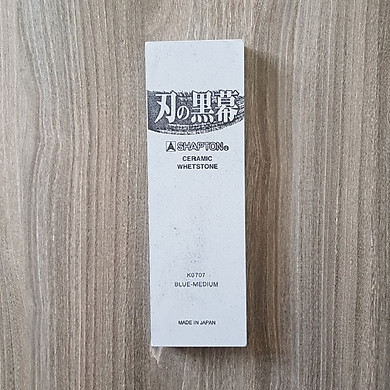 刃の黒幕
SHAPTON®
CERAMIC
WHETSTONE
K0707
BLUE-MEDIUM
MADE IN JAPAN